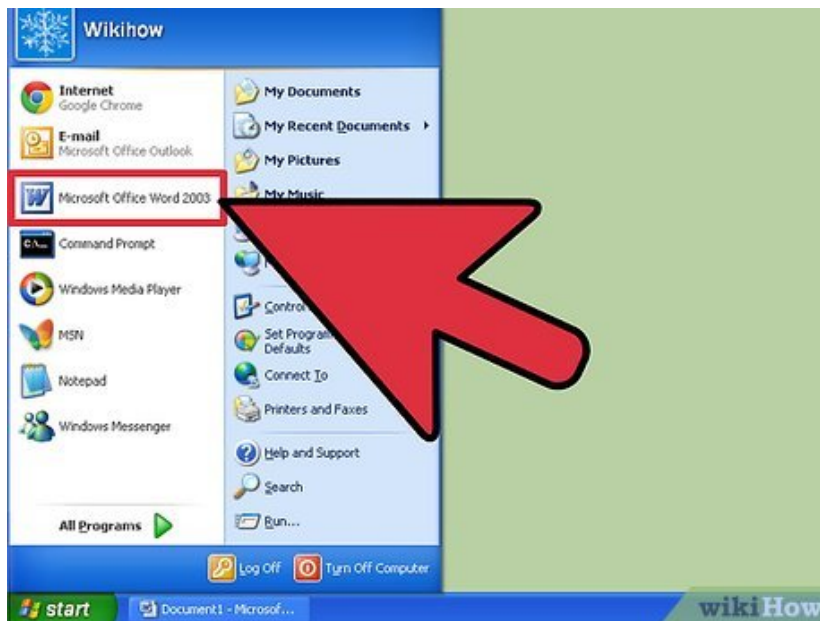 Wikihow
Internet
Google Chrome
E-mail
Microsoft Office Outlook
Microsoft Office Word 2003
Command Prompt
Windows Media Player
MSN
Notepad
Windows Messenger
All Programs
My Documents
My Recent Documents
My Pictures
My Music
Set Program
Defaults
Connect To
Printers and Faxes
Help and Support
Search
Run...
Log Off
Turn Off Computer
start
Document1 - Microsof...
wikiHow